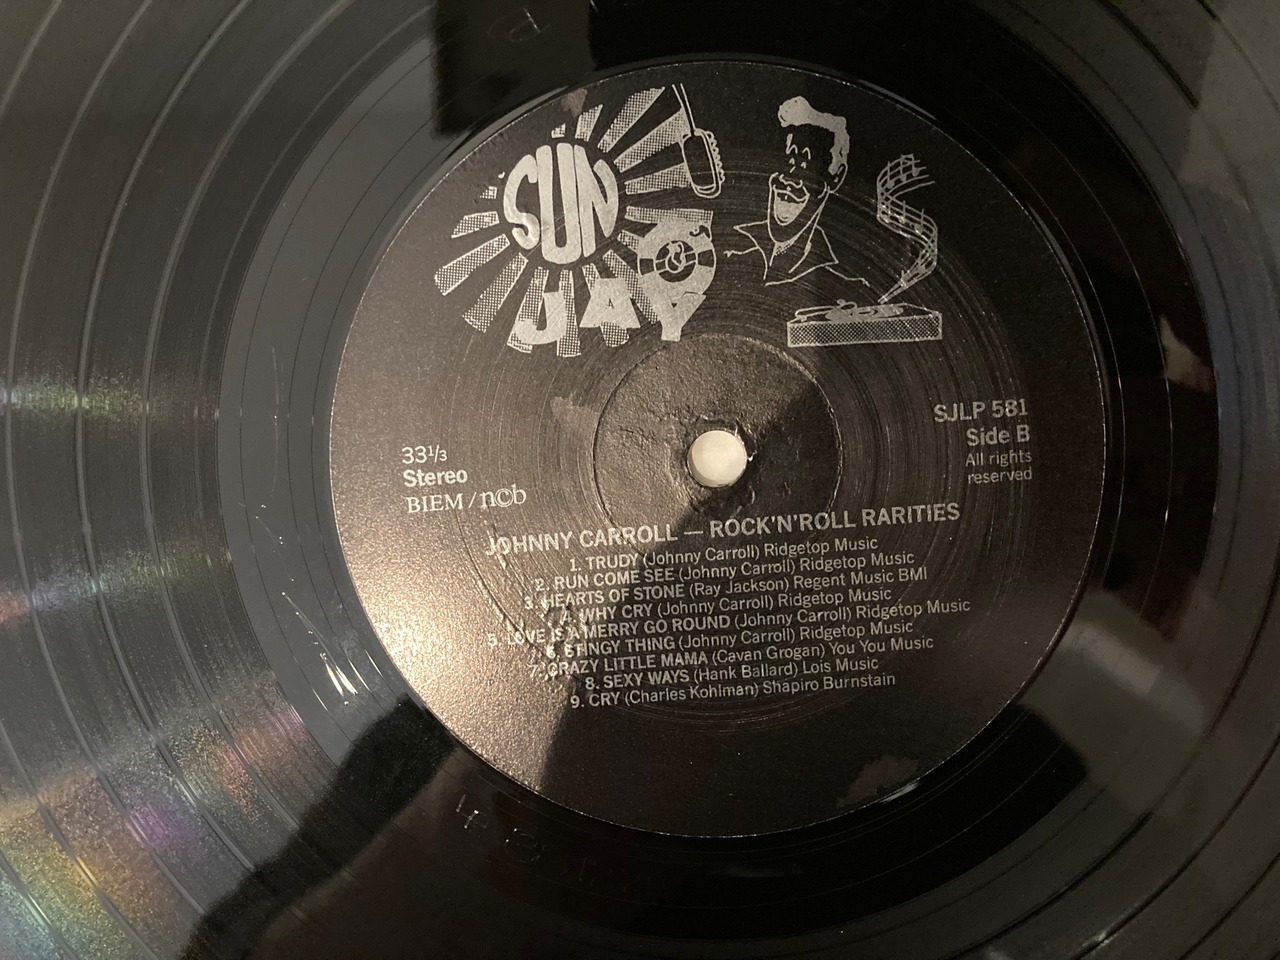 SUN
JAY
SJLP 581
Side B
All rights
reserved
33 1/3
Stereo
BIEM / n©b
JOHNNY CARROLL — ROCK'N'ROLL RARITIES
1. TRUDY (Johnny Carroll) Ridgetop Music
2. RUN COME SEE (Johnny Carroll) Ridgetop Music
3. HEARTS OF STONE (Ray Jackson) Regent Music BMI
4. WHY CRY (Johnny Carroll) Ridgetop Music
5. LOVE IS A MERRY GO ROUND (Johnny Carroll) Ridgetop Music
6. STINGY THING (Johnny Carroll) Ridgetop Music
7. CRAZY LITTLE MAMA (Cavan Grogan) You You Music
8. SEXY WAYS (Hank Ballard) Lois Music
9. CRY (Charles Kohlman) Shapiro Burnstain